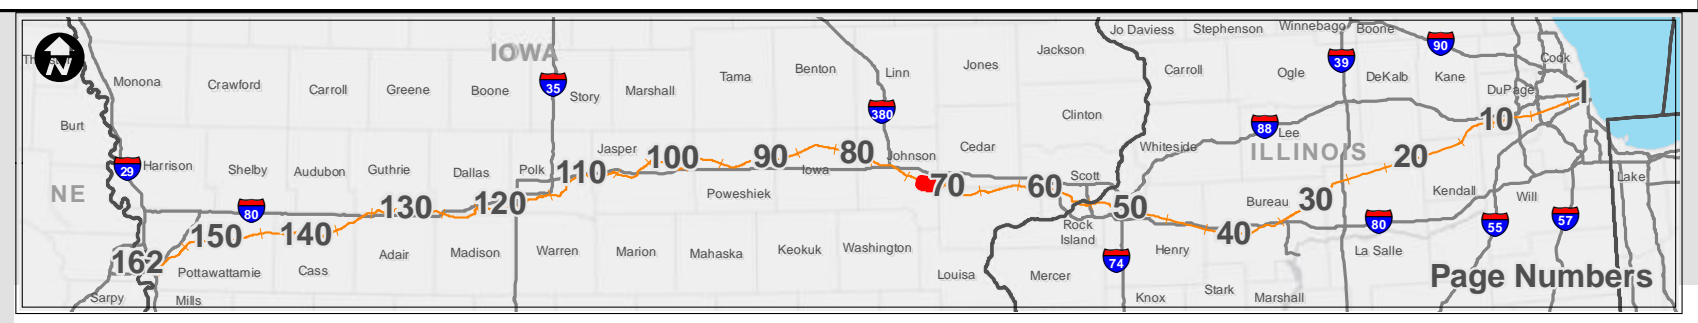 Jo Daviess
Stephenson
Winnebago
Boone
IOWA
Jackson
39
90
N
Monona
Crawford
Carroll
Greene
Boone
35
Story
Marshall
Tama
Benton
Linn
Jones
Carroll
Ogle
DeKalb
Kane
Cook
DuPage
1
Burt
380
Clinton
88
Lee
10
Harrison
29
Shelby
Audubon
Guthrie
Dallas
Polk
110
Jasper
100
90
Iowa
80
Johnson
Cedar
Whiteside
ILLINOIS
20
NE
80
130
120
Poweshiek
70
60
Scott
50
Bureau
30
Kendall
Will
Lake
162
150
140
Adair
Madison
Warren
Marion
Mahaska
Keokuk
Washington
Rock
Island
Henry
40
80
La Salle
55
57
Pottawattamie
Cass
Louisa
Mercer
74
Stark
Page Numbers
Sarpy
Mills
Knox
Marshall